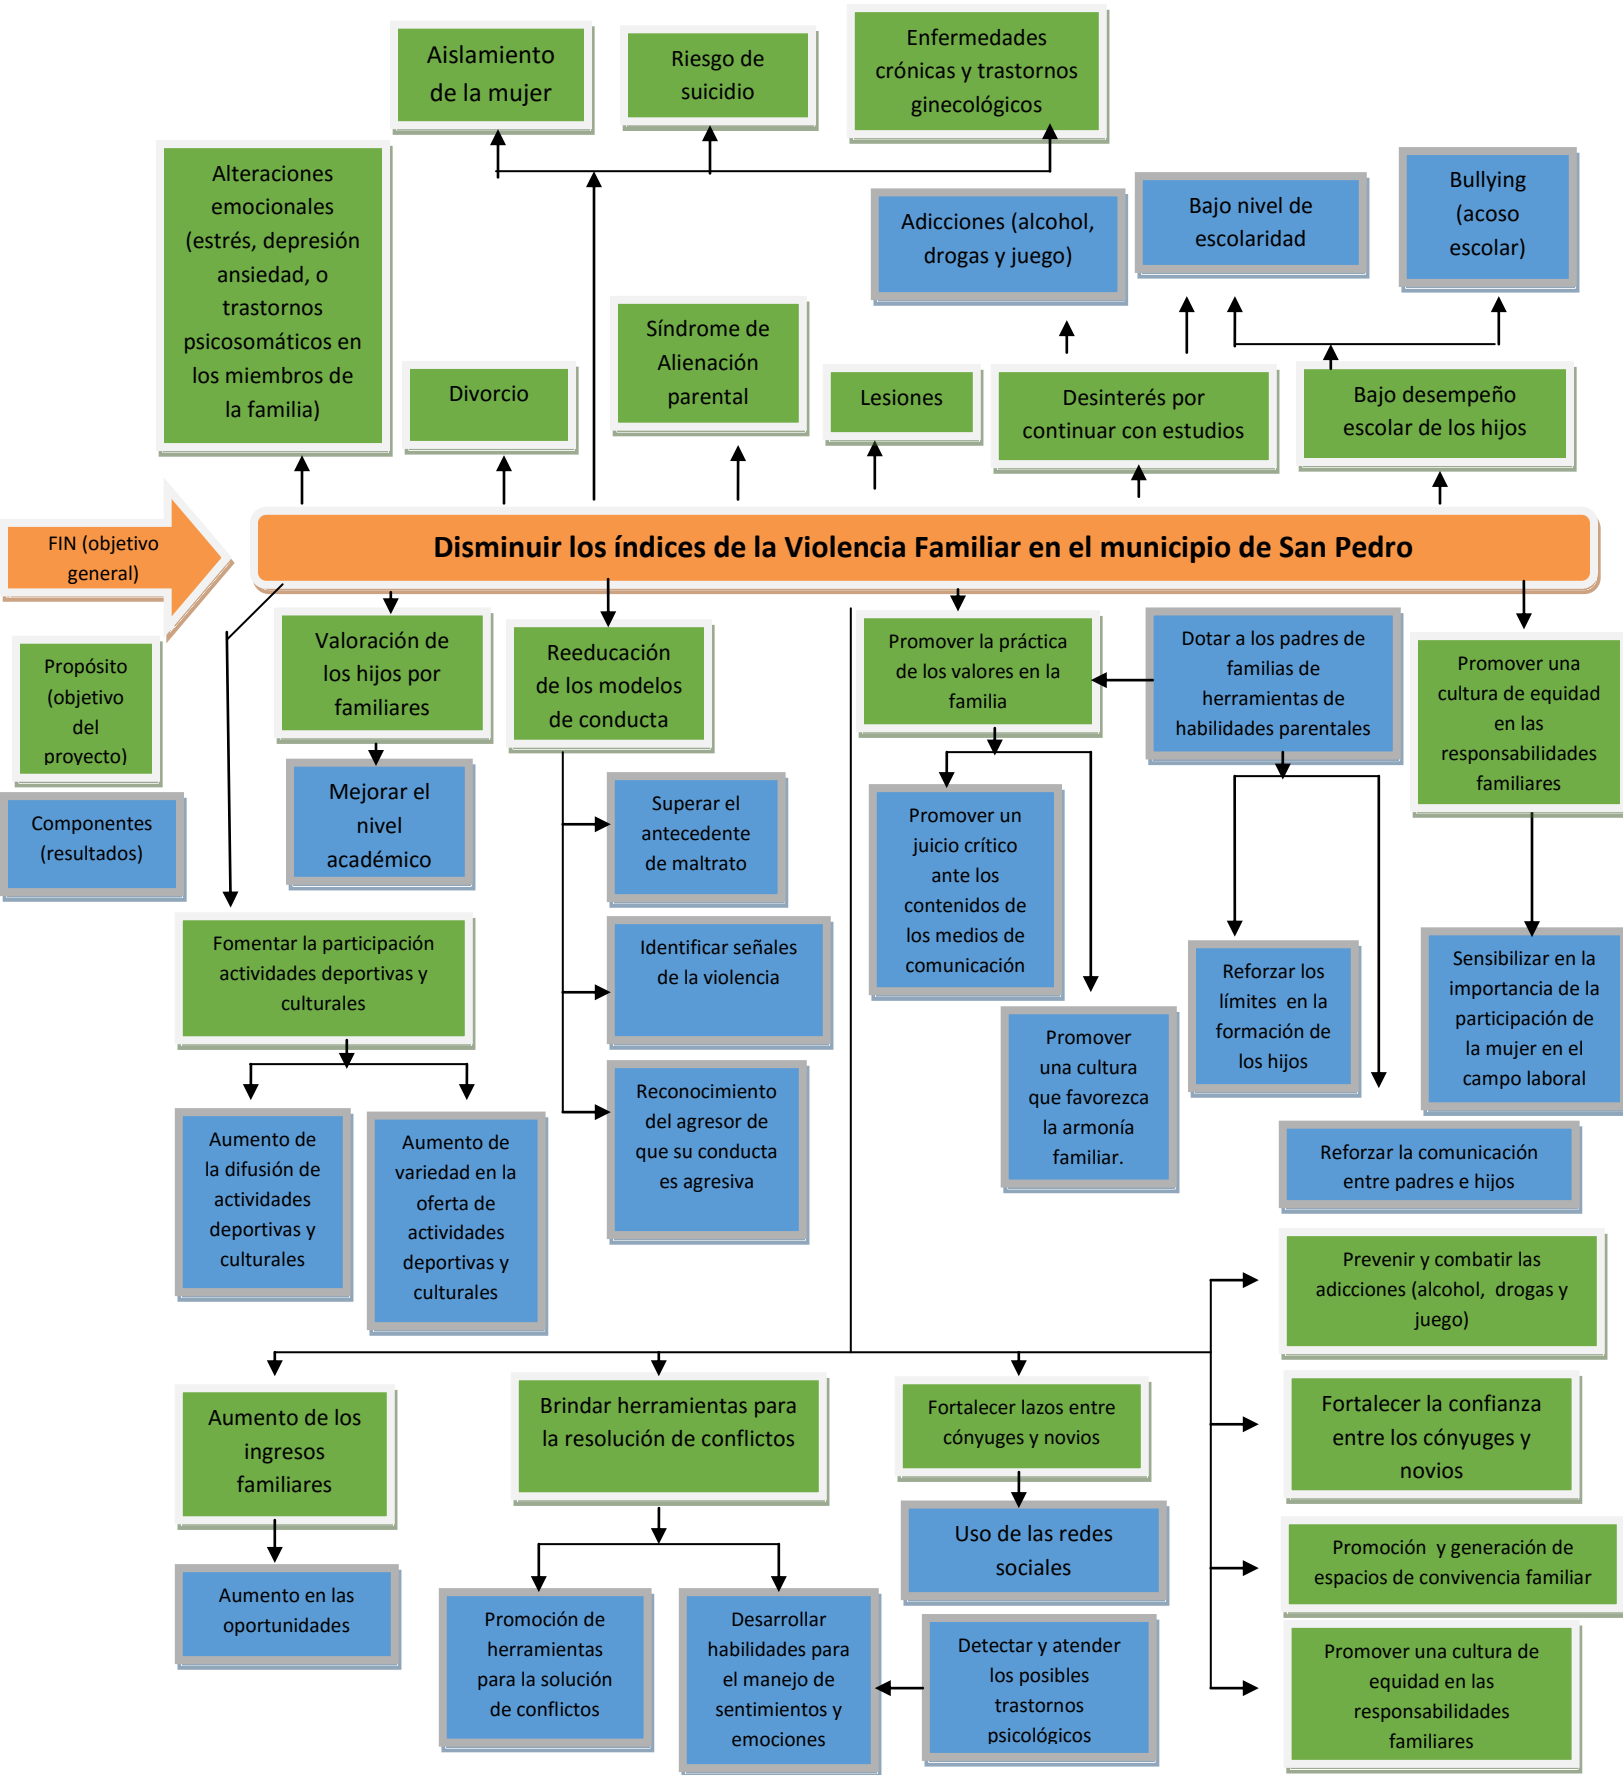 Aislamiento
de la mujer
Riesgo de
suicidio
Enfermedades
crónicas y trastornos
ginecológicos
Alteraciones
emocionales
(estrés, depresión
ansiedad, o
trastornos
psicosomáticos en
los miembros de
la familia)
Adicciones (alcohol,
drogas y juego)
Bajo nivel de
escolaridad
Bullying
(acoso
escolar)
Divorcio
Síndrome de
Alienación
parental
Lesiones
Desinterés por
continuar con estudios
Bajo desempeño
escolar de los hijos
FIN (objetivo
general)
Disminuir los índices de la Violencia Familiar en el municipio de San Pedro
Propósito
(objetivo
del
proyecto)
Componentes
(resultados)
Valoración de
los hijos por
familiares
Mejorar el
nivel
académico
Reeducación
de los modelos
de conducta
Superar el
antecedente
de maltrato
Identificar señales
de la violencia
Reconocimiento
del agresor de
que su conducta
es agresiva
Promover la práctica
de los valores en la
familia
Promover un
juicio crítico
ante los
contenidos de
los medios de
comunicación
Promover
una cultura
que favorezca
la armonía
familiar.
Dotar a los padres de
familias de
herramientas de
habilidades parentales
Reforzar los
límites  en la
formación de
los hijos
Reforzar la comunicación
entre padres e hijos
Promover una
cultura de equidad
en las
responsabilidades
familiares
Sensibilizar en la
importancia de la
participación de
la mujer en el
campo laboral
Fomentar la participación
actividades deportivas y
culturales
Aumento de
la difusión de
actividades
deportivas y
culturales
Aumento de
variedad en la
oferta de
actividades
deportivas y
culturales
Aumento de los
ingresos
familiares
Aumento en las
oportunidades
Brindar herramientas para
la resolución de conflictos
Promoción de
herramientas
para la solución
de conflictos
Desarrollar
habilidades para
el manejo de
sentimientos y
emociones
Fortalecer lazos entre
cónyuges y novios
Uso de las redes
sociales
Detectar y atender
los posibles
trastornos
psicológicos
Prevenir y combatir las
adicciones (alcohol,  drogas y
juego)
Fortalecer la confianza
entre los cónyuges y
novios
Promoción  y generación de
espacios de convivencia familiar
Promover una cultura de
equidad en las
responsabilidades
familiares